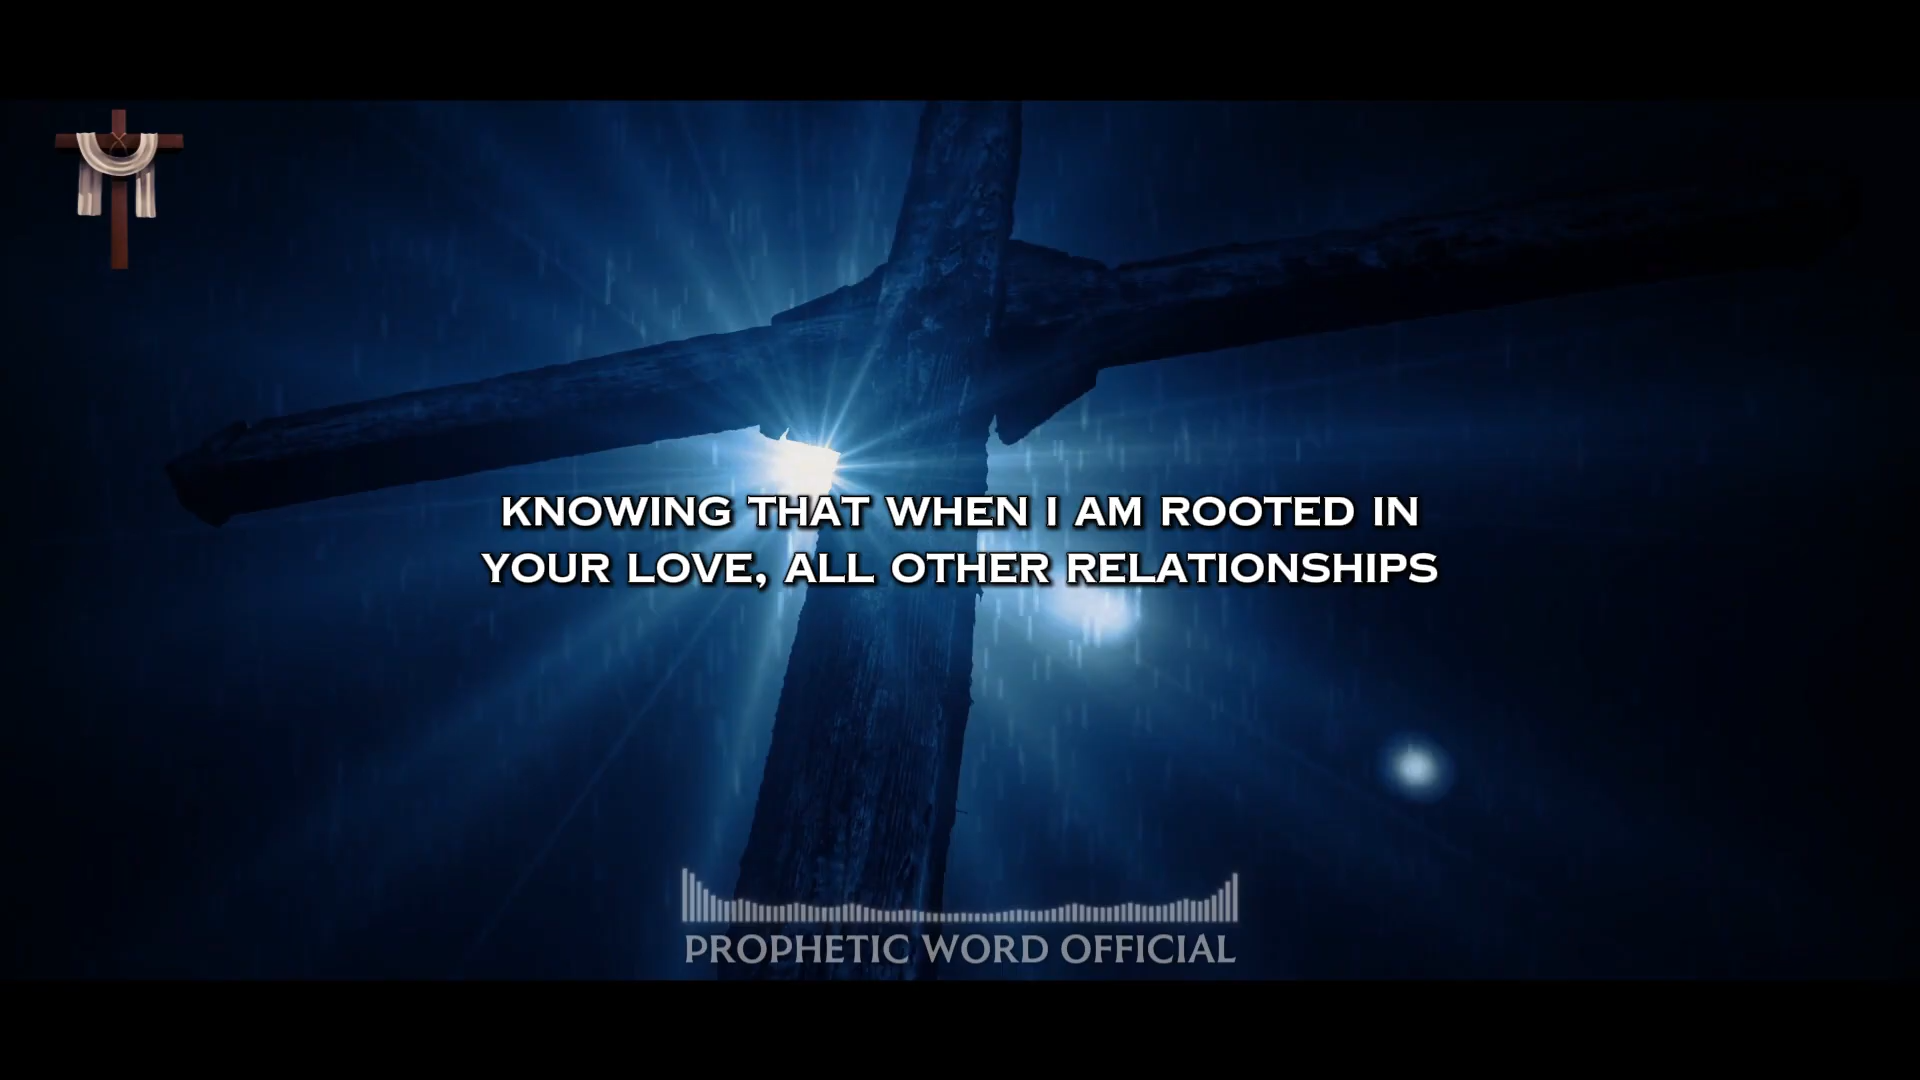 KNOWING THAT WHEN I AM ROOTED IN
YOUR LOVE, ALL OTHER RELATIONSHIPS
PROPHETIC WORD OFFICIAL